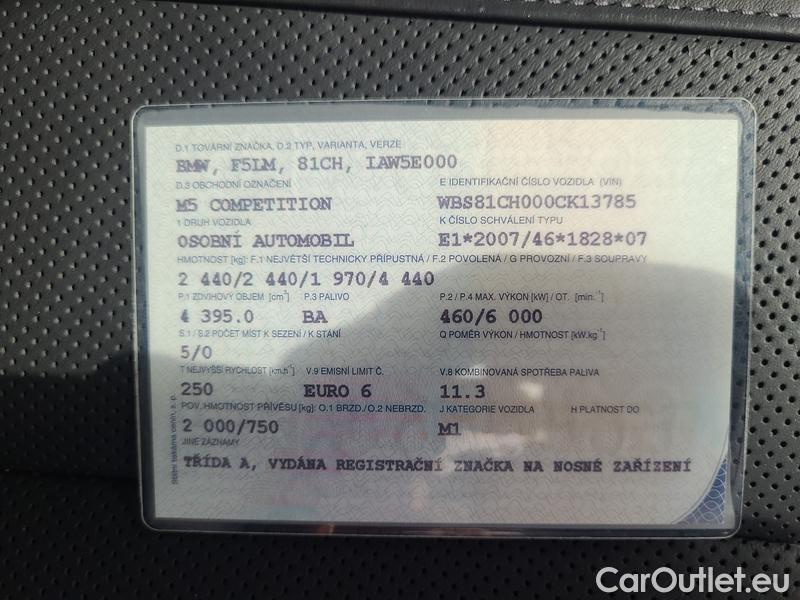 D.1 TOVÁRNÍ ZNAČKA, D.2 TYP, VARIANTA, VERZE
BMW, F5LM, 81CH, IAW5E000
D.3 OBCHODNÍ OZNAČENÍ E IDENTIFIKAČNÍ ČÍSLO VOZIDLA (VIN)
M5 COMPETITION WBS81CH000CK13785
1 DRUH VOZIDLA K ČÍSLO SCHVÁLENÍ TYPU
OSOBNÍ AUTOMOBIL E1*2007/46*1828*07
HMOTNOST [kg]: F.1 NEJVĚTŠÍ TECHNICKY PŘÍPUSTNÁ / F.2 POVOLENÁ / G PROVOZNÍ / F.3 SOUPRAVY
2 440/2 440/1 970/4 440
P.1 ZDVIHOVÝ OBJEM [cm³] P.3 PALIVO P.2 / P.4 MAX. VÝKON [kW] / OT. [min.⁻¹]
4 395.0 BA 460/6 000
S.1 / S.2 POČET MÍST K SEZENÍ / K STÁNÍ Q POMĚR VÝKON / HMOTNOST [kW.kg⁻¹]
5/0
T NEJVYŠŠÍ RYCHLOST [km.h⁻¹] V.9 EMISNÍ LIMIT Č. V.8 KOMBINOVANÁ SPOTŘEBA PALIVA
250 EURO 6 11.3
POV. HMOTNOST PŘÍVĚSU [kg]: O.1 BRZD./O.2 NEBRZD. J KATEGORIE VOZIDLA H PLATNOST DO
2 000/750 M1
JINÉ ZÁZNAMY
TŘÍDA A, VYDÁNA REGISTRAČNÍ ZNAČKA NA NOSNÉ ZAŘÍZENÍ
Státní tiskárna cenin, s. p.
CarOutlet.eu